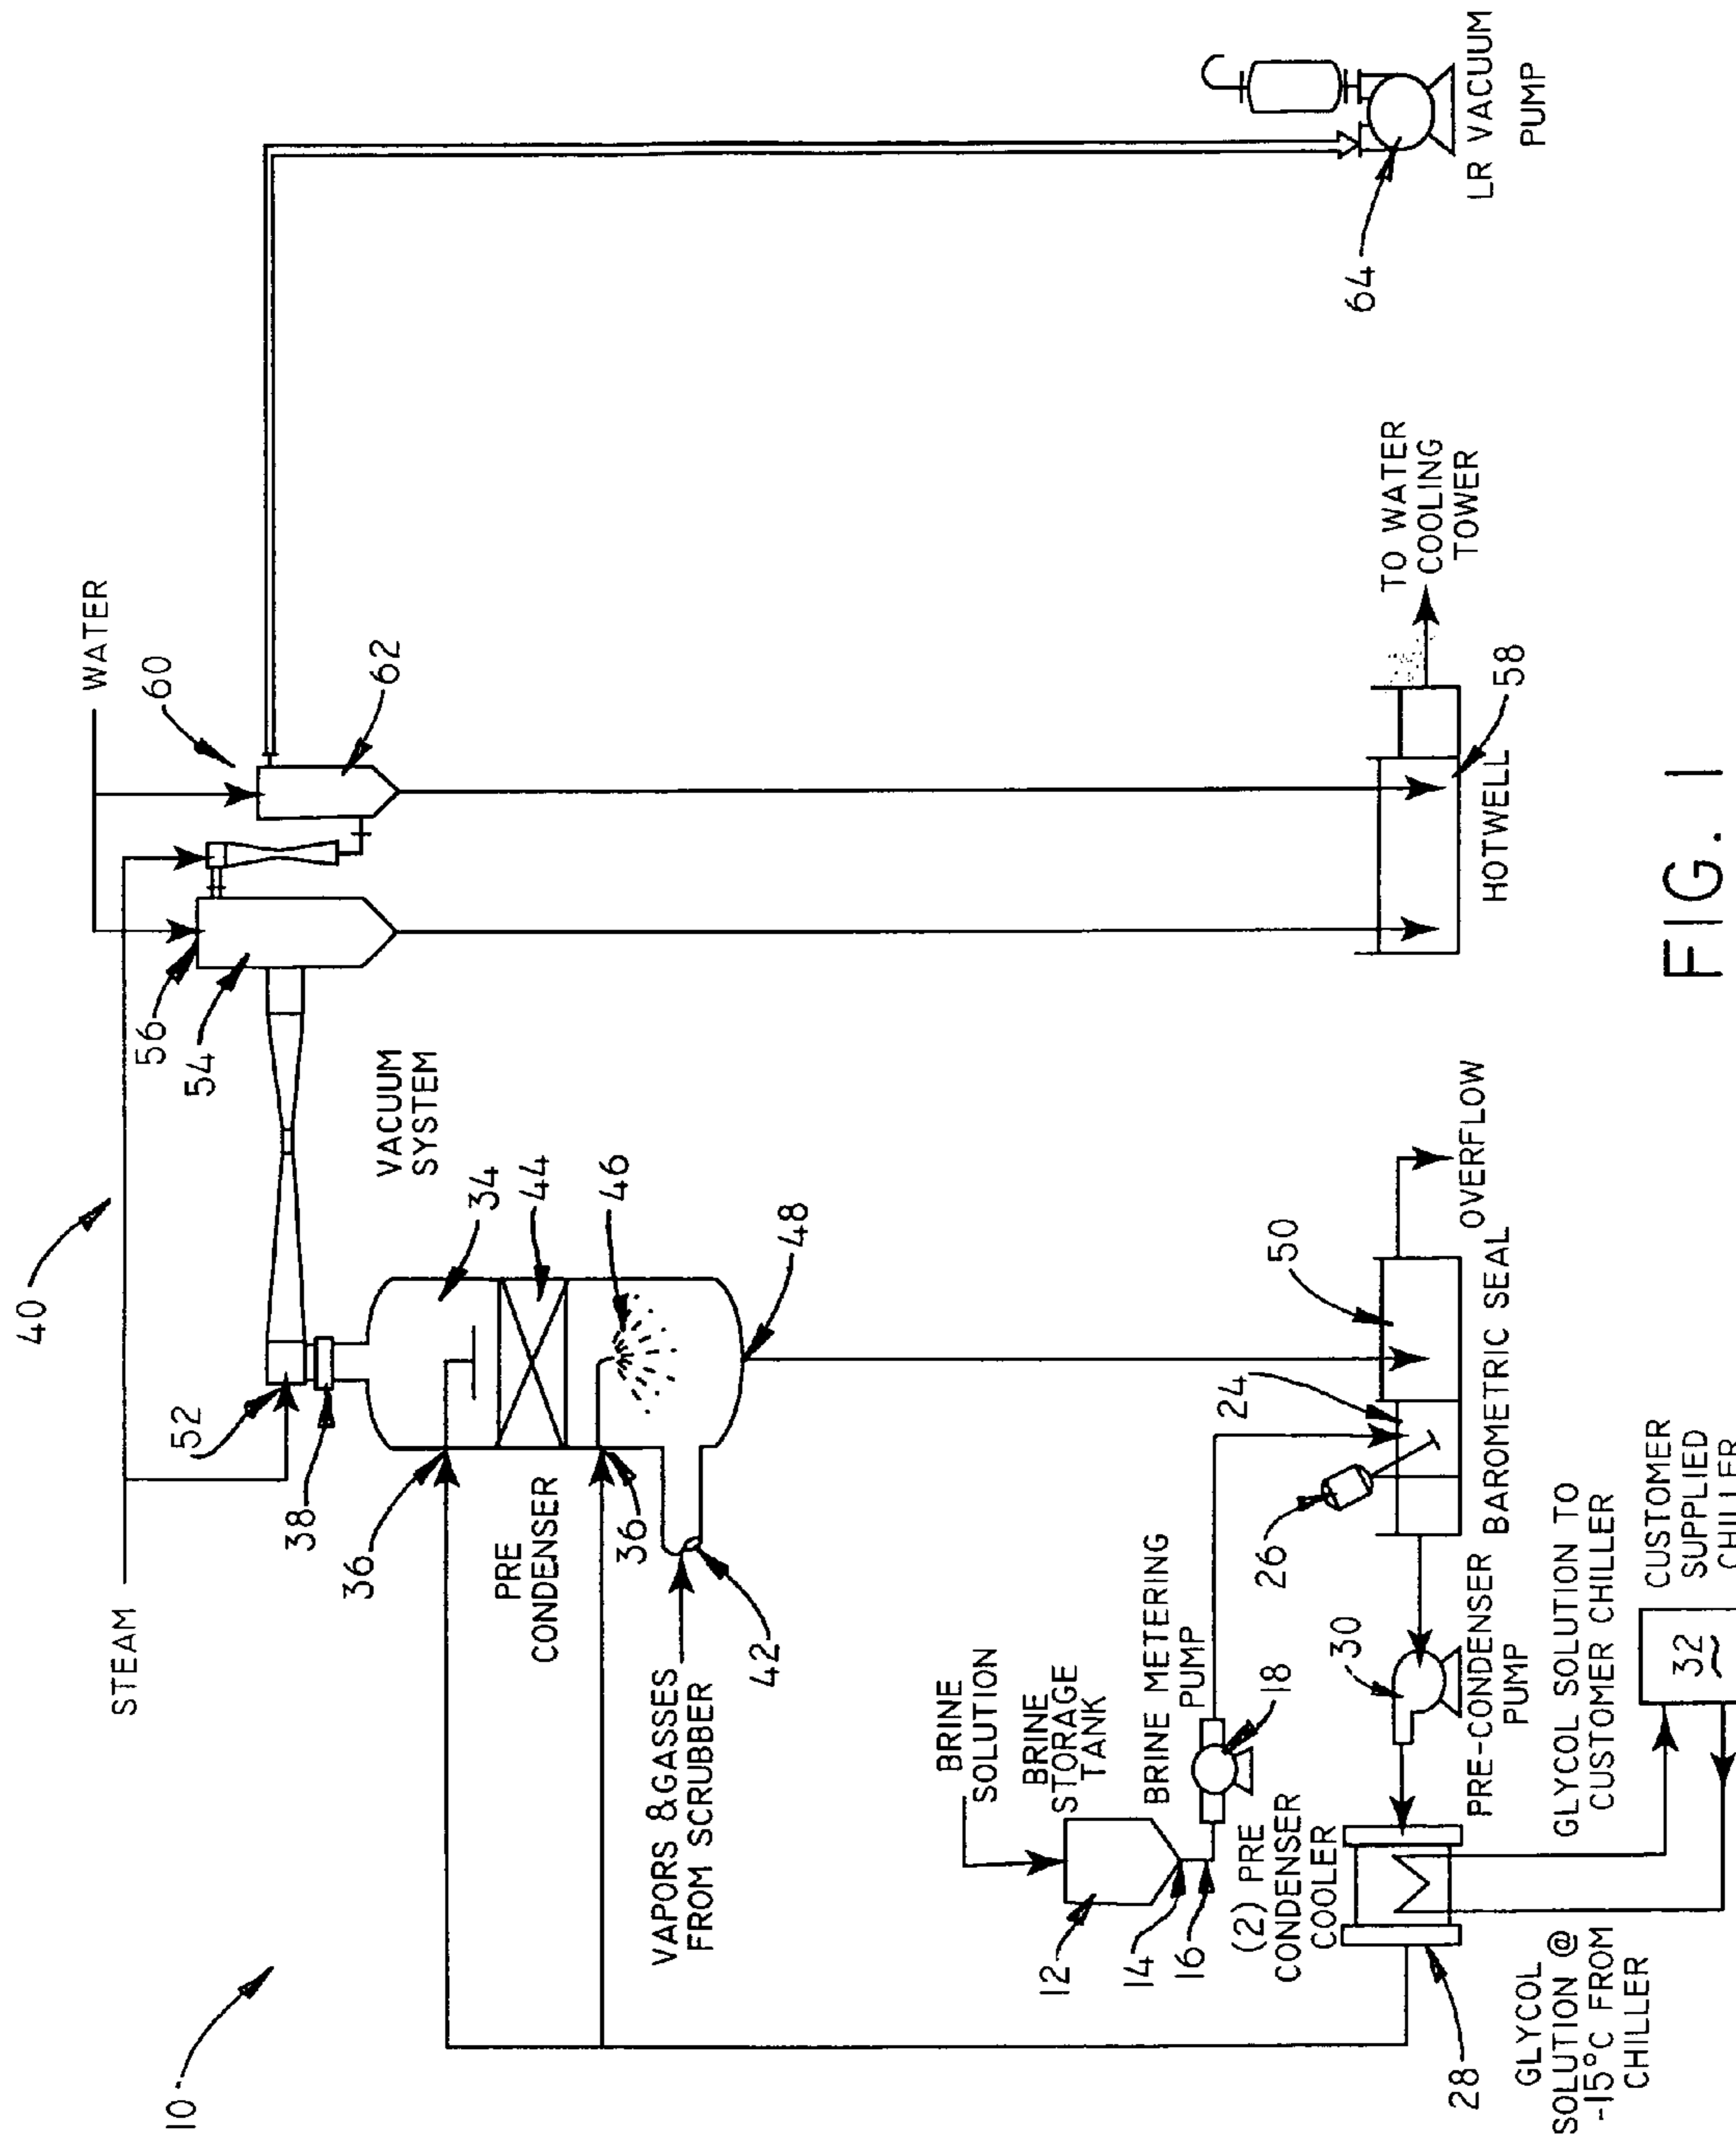 10
40
STEAM
WATER
52
38
36
PRE
CONDENSER
36
34
44
46
48
42
VAPORS &GASSES
FROM SCRUBBER
VACUUM
SYSTEM
56
54
60
62
BRINE
SOLUTION
BRINE
STORAGE
TANK
12
14
16
BRINE METERING
PUMP
18
(2) PRE
CONDENSER
COOLER
28
GLYCOL
SOLUTION @
-15°C FROM
CHILLER
30
PRE-CONDENSER
PUMP
GLYCOL SOLUTION TO
CUSTOMER CHILLER
32
CUSTOMER
SUPPLIED
CHILLER
26
24
50
BAROMETRIC SEAL
OVERFLOW
HOTWELL
58
TO WATER
COOLING
TOWER
64
LR VACUUM
PUMP
FIG. 1